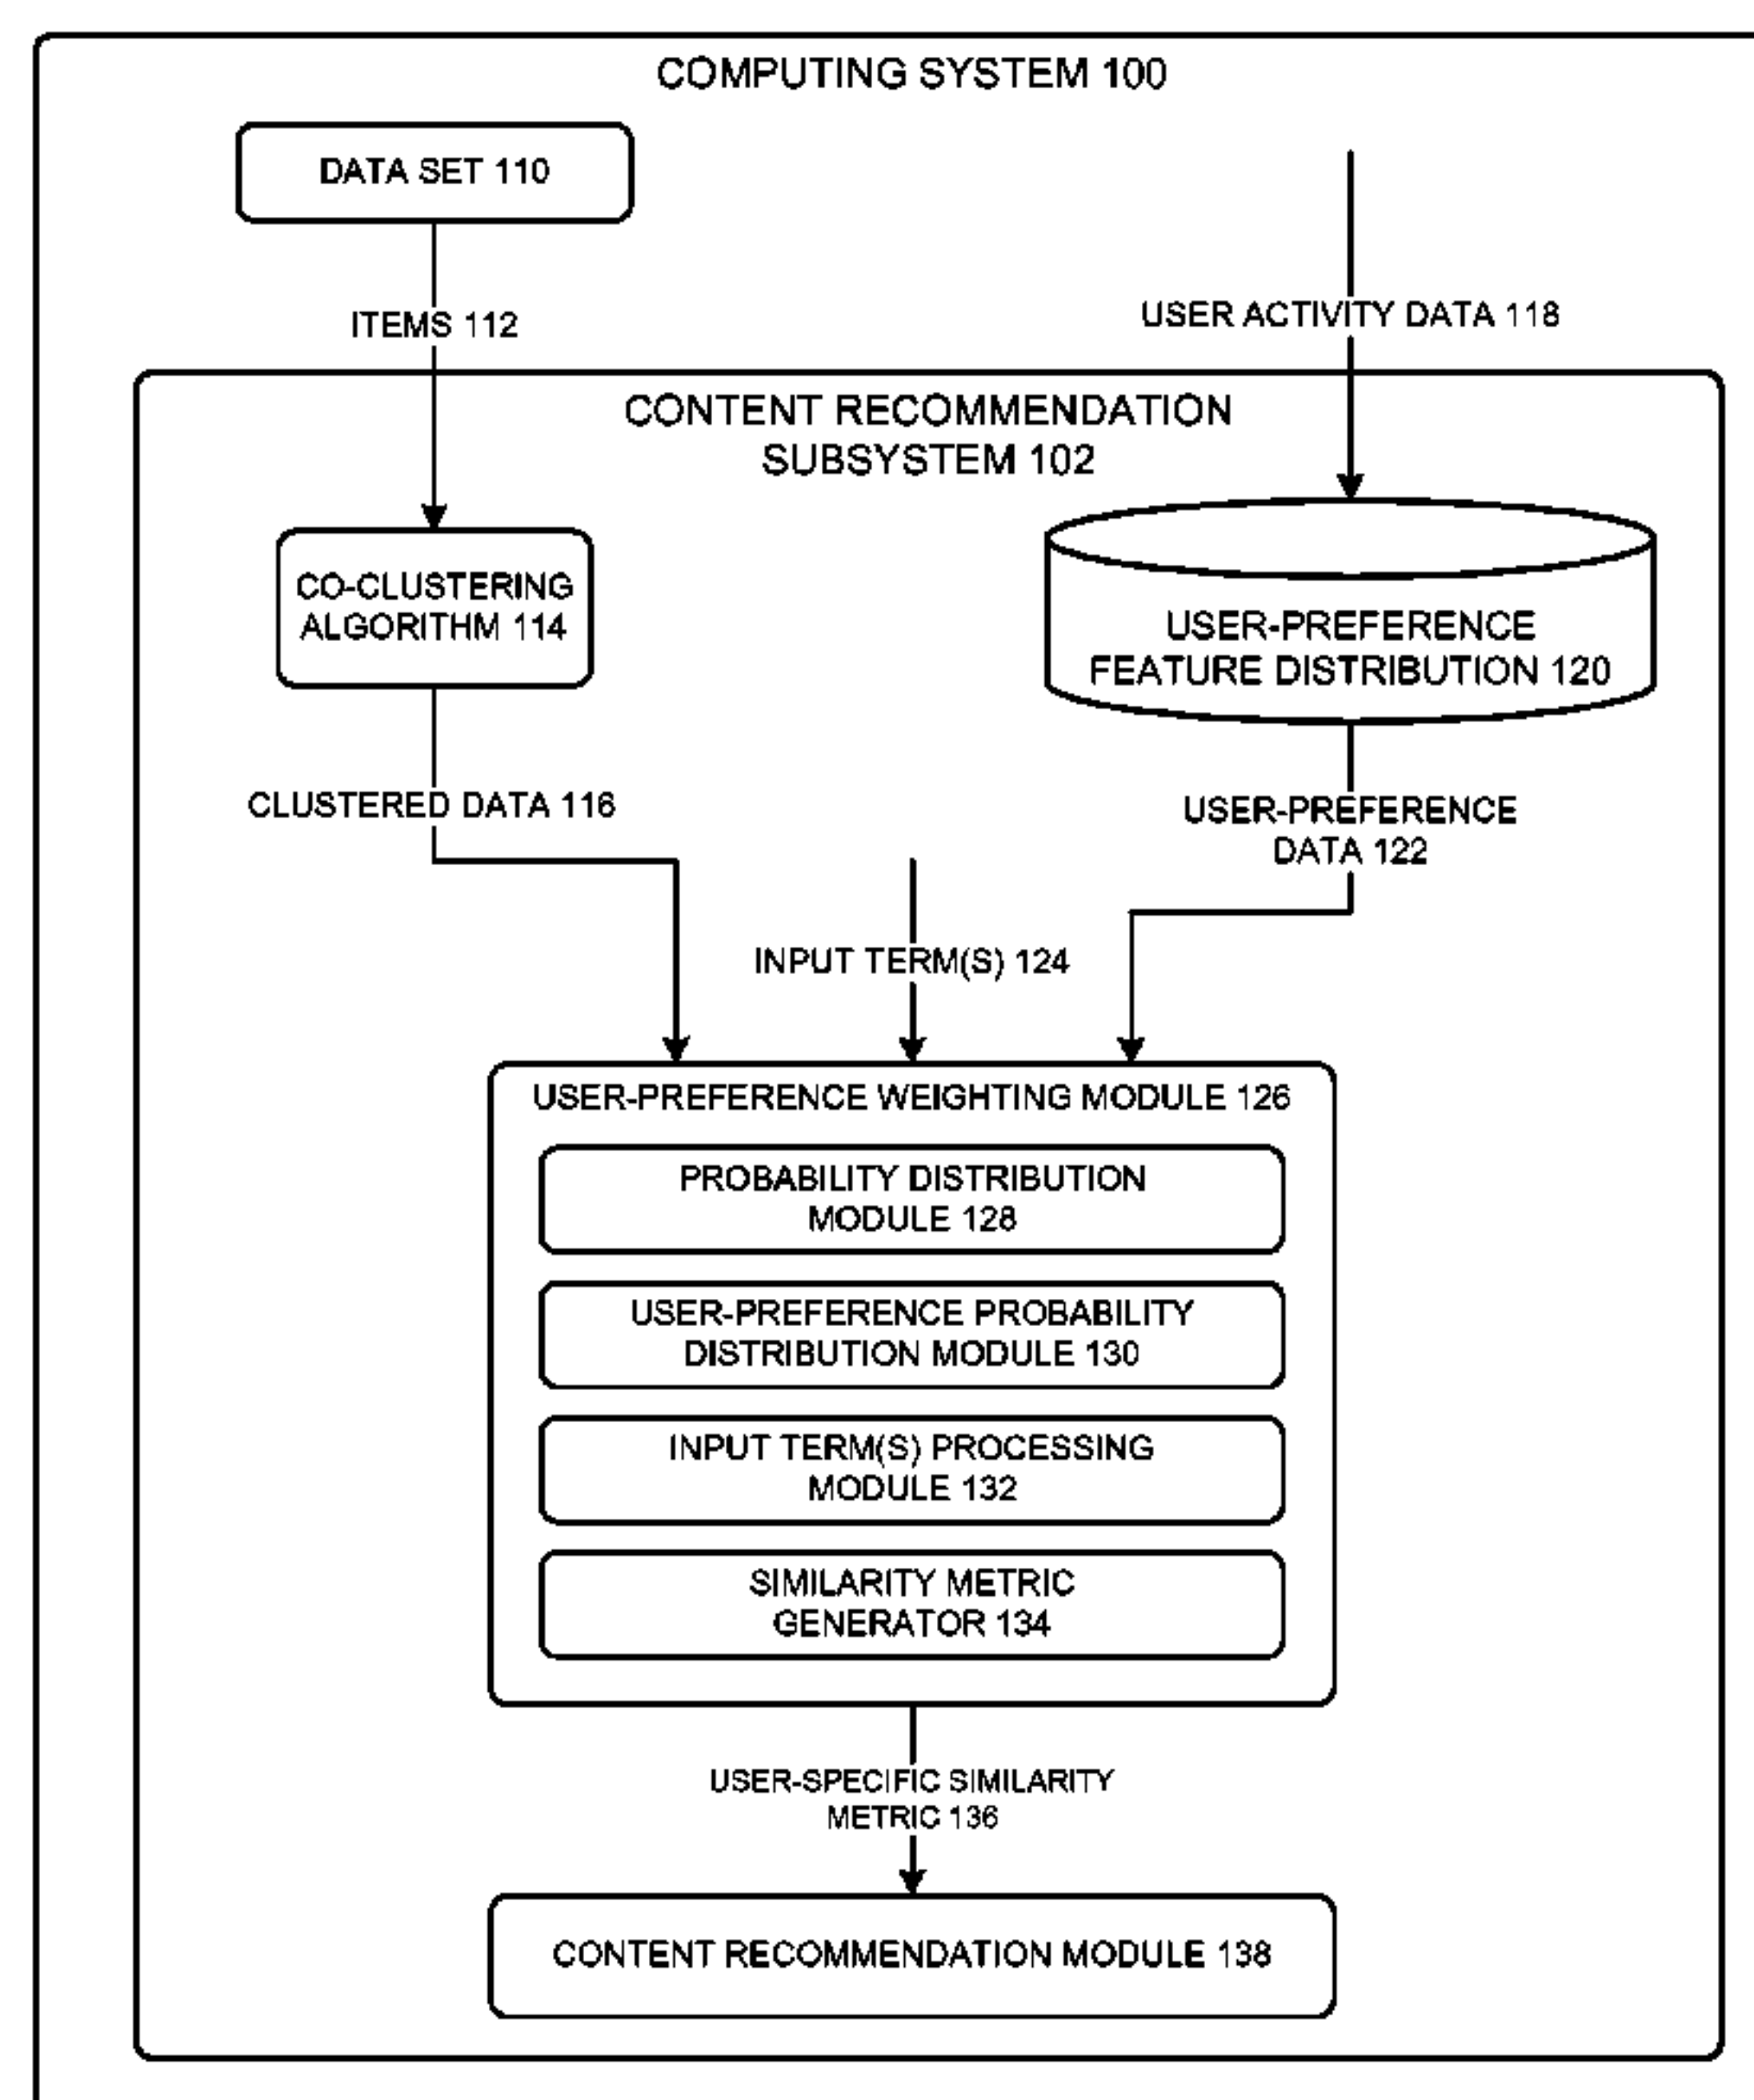 COMPUTING SYSTEM 100
DATA SET 110
ITEMS 112
USER ACTIVITY DATA 118
CONTENT RECOMMENDATION
SUBSYSTEM 102
CO-CLUSTERING
ALGORITHM 114
USER-PREFERENCE
FEATURE DISTRIBUTION 120
CLUSTERED DATA 116
USER-PREFERENCE
DATA 122
INPUT TERM(S) 124
USER-PREFERENCE WEIGHTING MODULE 126
PROBABILITY DISTRIBUTION
MODULE 128
USER-PREFERENCE PROBABILITY
DISTRIBUTION MODULE 130
INPUT TERM(S) PROCESSING
MODULE 132
SIMILARITY METRIC
GENERATOR 134
USER-SPECIFIC SIMILARITY
METRIC 136
CONTENT RECOMMENDATION MODULE 138